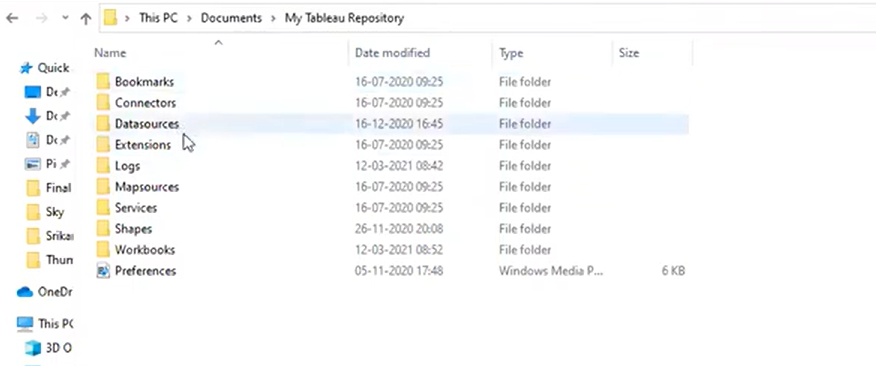 This PC > Documents > My Tableau Repository
Name Date modified Type Size
Quick
Bookmarks 16-07-2020 09:25 File folder
Connectors 16-07-2020 09:25 File folder
Datasources 16-12-2020 16:45 File folder
Extensions 16-07-2020 09:25 File folder
Logs 12-03-2021 08:42 File folder
Mapsources 16-07-2020 09:25 File folder
Services 16-07-2020 09:25 File folder
Shapes 26-11-2020 20:08 File folder
Workbooks 12-03-2021 08:52 File folder
Preferences 05-11-2020 17:48 Windows Media P... 6 KB
Final
Sky
Srikar
Thum
OneDr
This PC
3D O